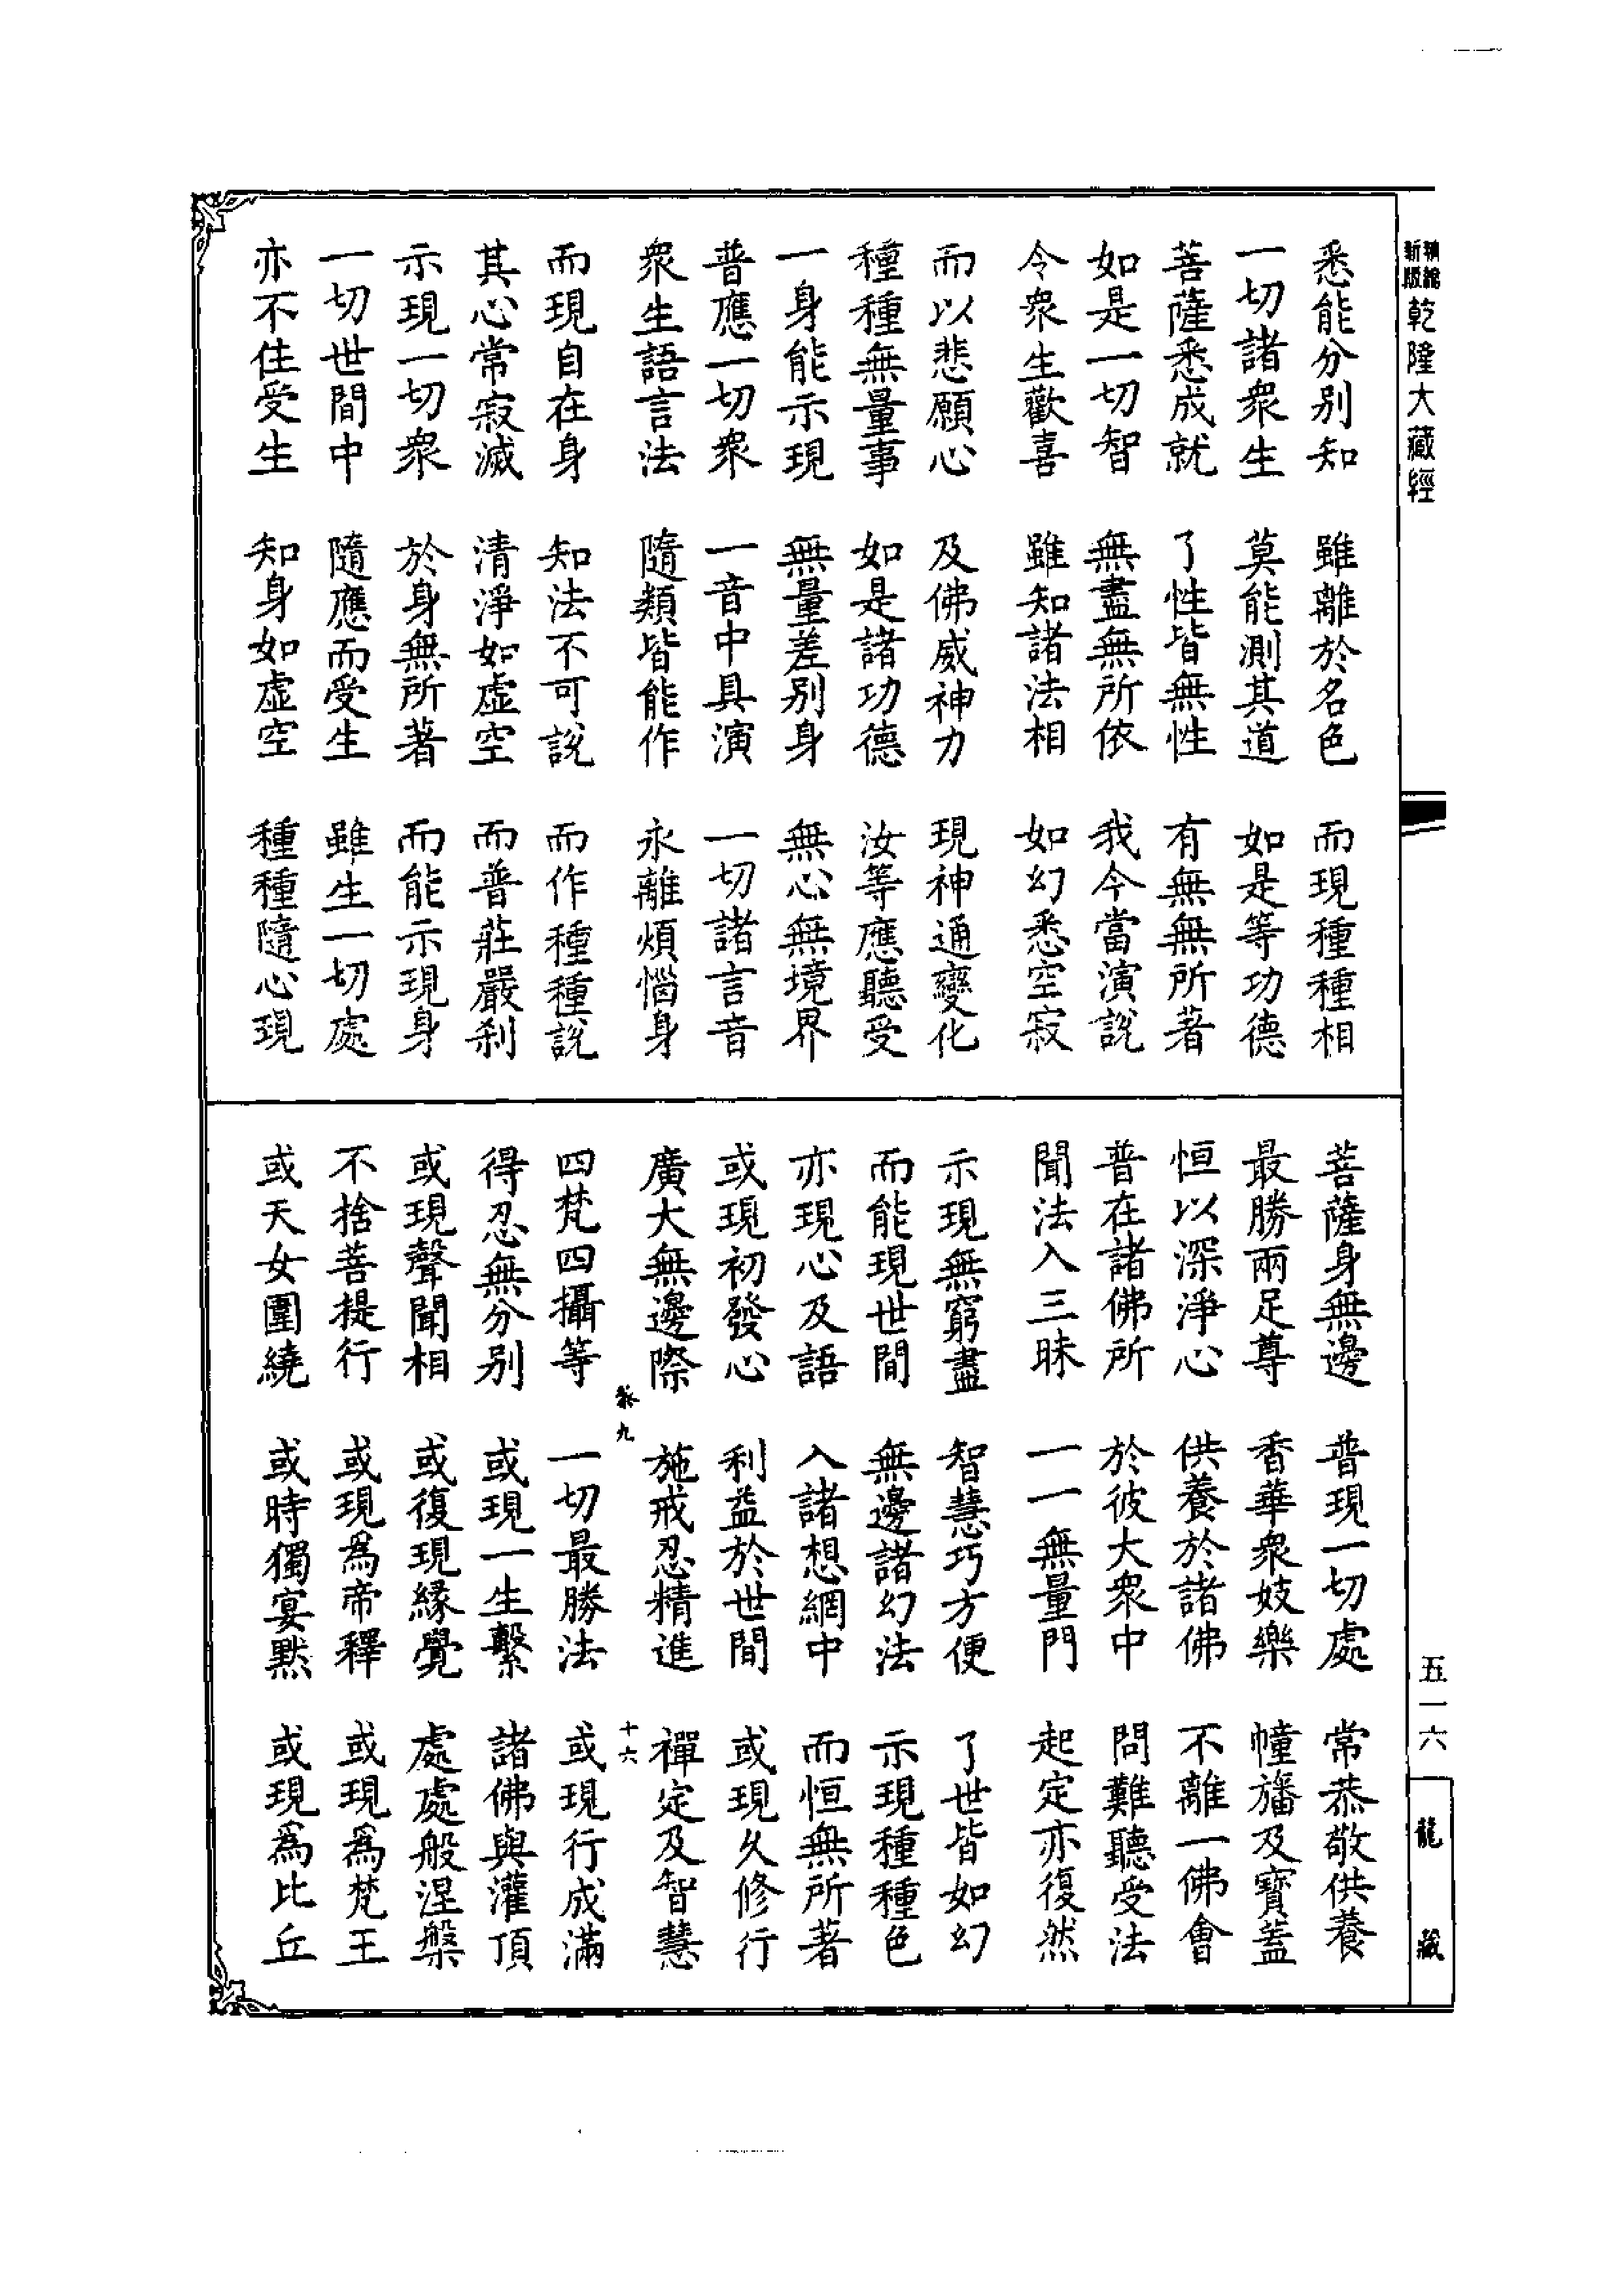 精縮新版乾隆大藏經
悉能分别知 雖離於名色 而現種種相
一切諸衆生 莫能測其道 如是等功德
菩薩悉成就 了性皆無性 有無無所著
如是一切智 無盡無所依 我今當演説
令衆生歡喜 雖知諸法相 如幻悉空寂
而以悲願心 及佛威神力 現神通變化
種種無量事 如是諸功德 汝等應聽受
一身能示現 無量差别身 無心無境界
普應一切衆 一音中具演 一切諸言音
衆生語言法 隨類皆能作 永離煩惱身
而現自在身 知法不可説 而作種種説
其心常寂滅 清淨如虛空 而普莊嚴刹
示現一切衆 於身無所著 而能示現身
一切世間中 隨應而受生 雖生一切處
亦不住受生 知身如虛空 種種隨心現
菩薩身無邊 普現一切處 常恭敬供養
最勝兩足尊 香華衆妓樂 幢旛及寶蓋
恒以深淨心 供養於諸佛 不離一佛會
普在諸佛所 於彼大衆中 問難聽受法
聞法入三昧 一一無量門 起定亦復然
示現無窮盡 智慧巧方便 了世皆如幻
而能現世間 無邊諸幻法 示現種種色
亦現心及語 入諸想網中 而恒無所著
或現初發心 利益於世間 或現久修行
廣大無邊際 施戒忍精進 禪定及智慧
九 十六
四梵四攝等 一切最勝法 或現行成滿
得忍無分别 或現一生繫 諸佛與灌頂
或現聲聞相 或復現緣覺 處處般涅槃
不捨菩提行 或現爲帝釋 或現爲梵王
或天女圍繞 或時獨宴默 或現爲比丘
五一六
龍藏